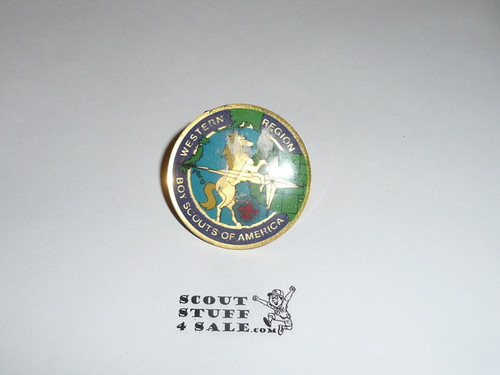 WESTERN REGION
BOY SCOUTS OF AMERICA
SCOUT
STUFF
4 SALE.COM